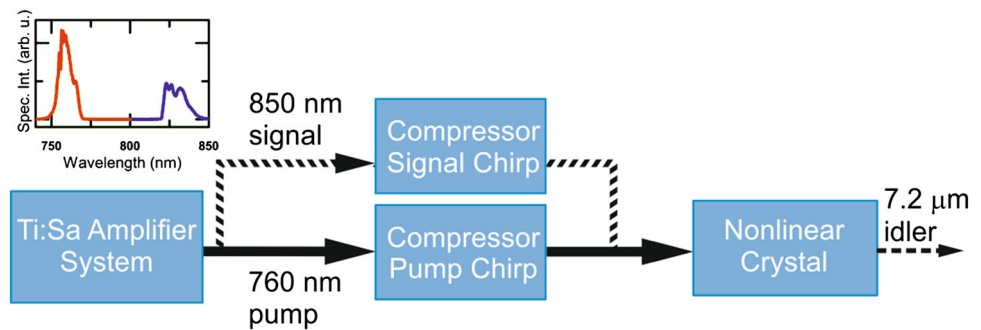 Spec. Int. (arb. u.)
750
800
850
Wavelength (nm)
850 nm
signal
Compressor
Signal Chirp
Ti:Sa Amplifier
System
760 nm
pump
Compressor
Pump Chirp
Nonlinear
Crystal
7.2 μm
idler